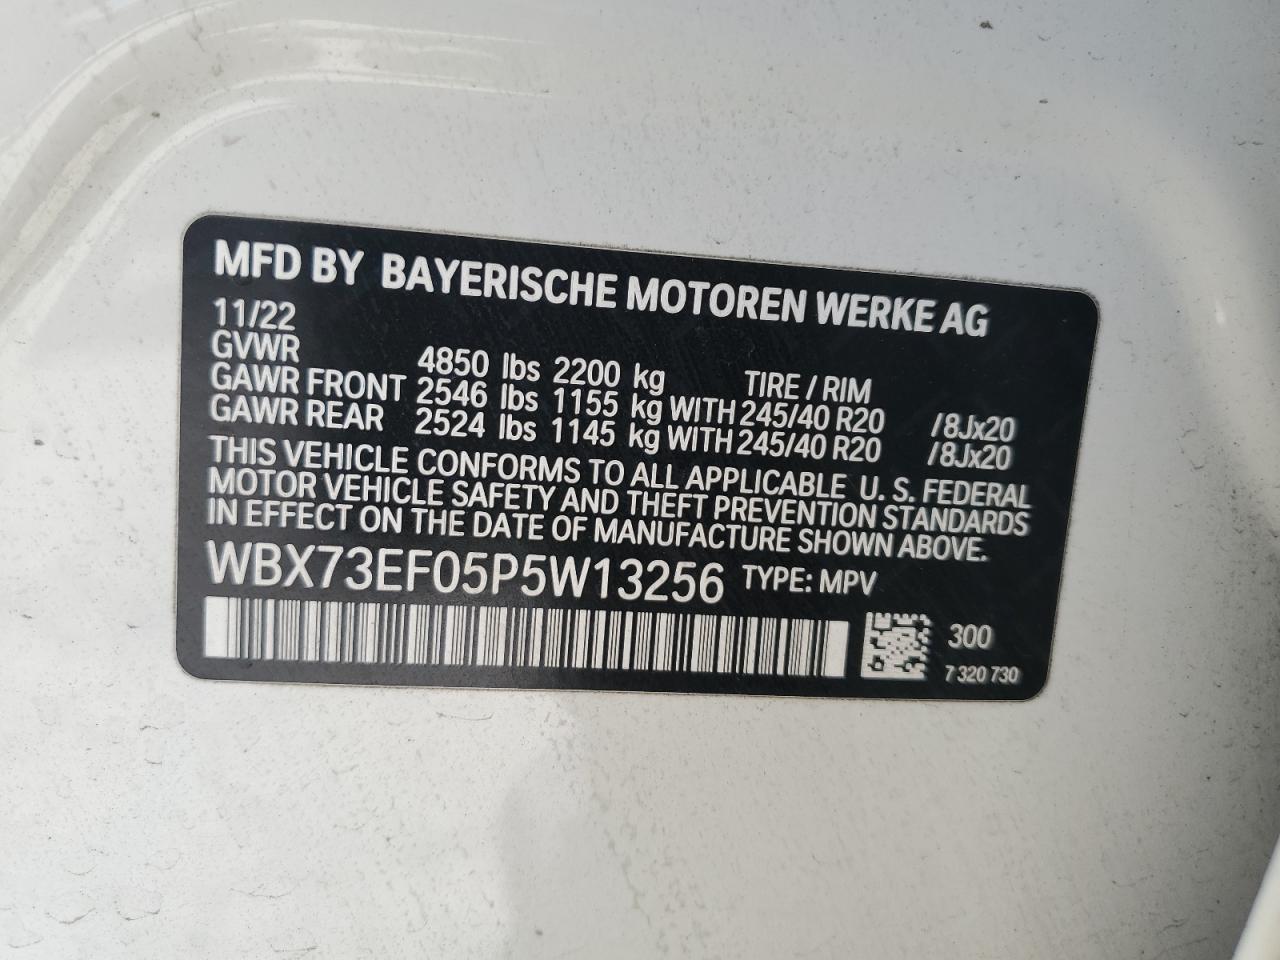 MFD BY BAYERISCHE MOTOREN WERKE AG
11/22
GVWR 4850 lbs 2200 kg TIRE / RIM
GAWR FRONT 2546 lbs 1155 kg WITH 245/40 R20 /8Jx20
GAWR REAR 2524 lbs 1145 kg WITH 245/40 R20 /8Jx20
THIS VEHICLE CONFORMS TO ALL APPLICABLE U. S. FEDERAL
MOTOR VEHICLE SAFETY AND THEFT PREVENTION STANDARDS
IN EFFECT ON THE DATE OF MANUFACTURE SHOWN ABOVE.
WBX73EF05P5W13256 TYPE: MPV
300
7 320 730